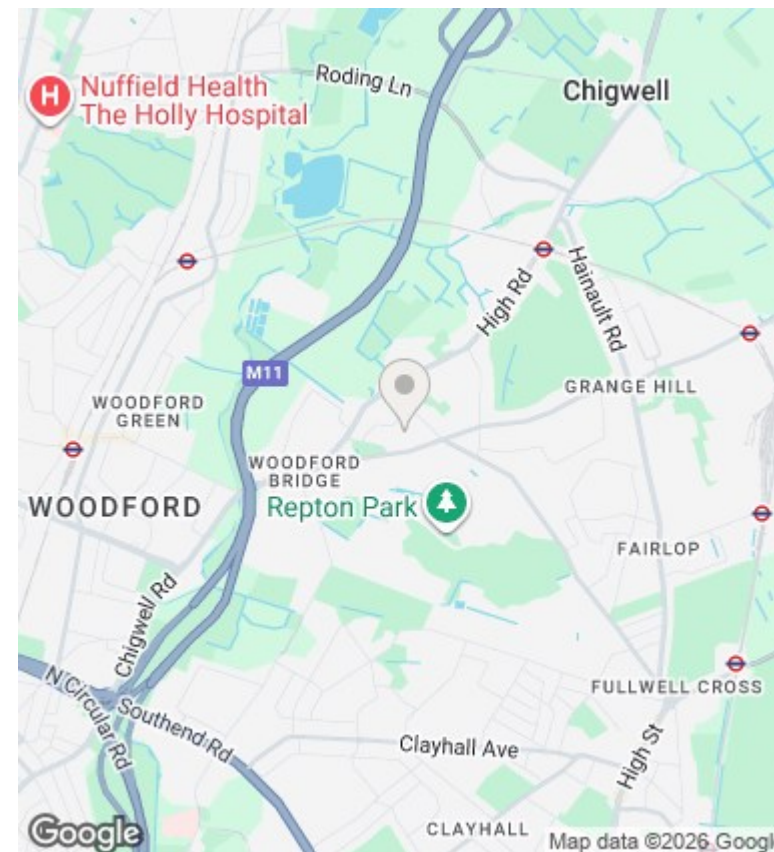 Roding Ln
Chigwell
H
Nuffield Health
The Holly Hospital
High Rd
Hainault Rd
M11
GRANGE HILL
WOODFORD
GREEN
WOODFORD
BRIDGE
WOODFORD
Repton Park
FAIRLOP
Chigwell Rd
N Circular Rd
Southend Rd
FULLWELL CROSS
Clayhall Ave
High St
CLAYHALL
Google
Map data ©2026 Googl